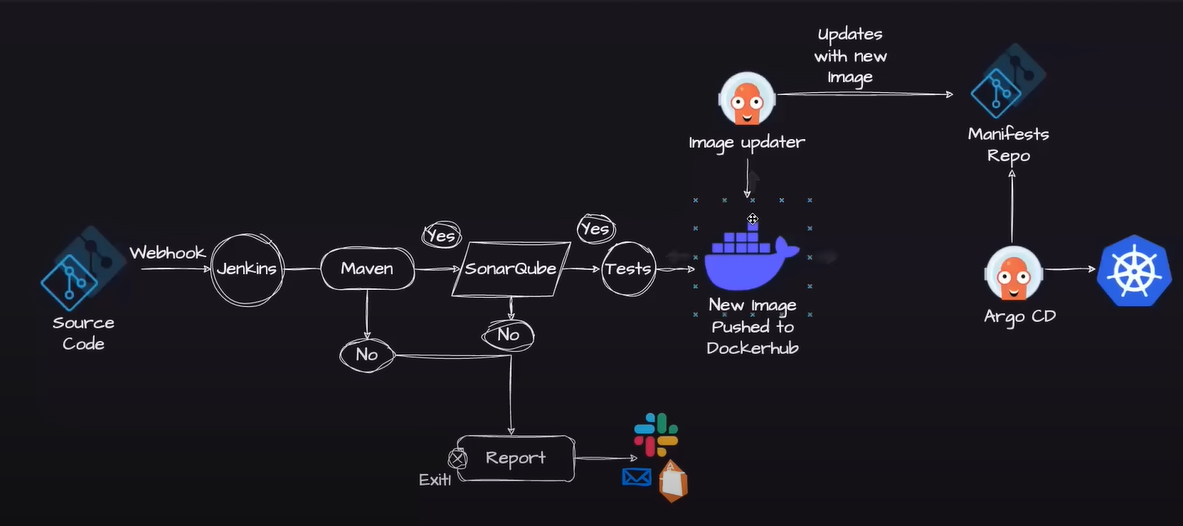 Updates
with new
Image
Image updater
Manifests
Repo
Webhook
Jenkins
Maven
Yes
SonarQube
Yes
Tests
Source
Code
No
No
New Image
Pushed to
Dockerhub
Argo CD
Report
Exit!